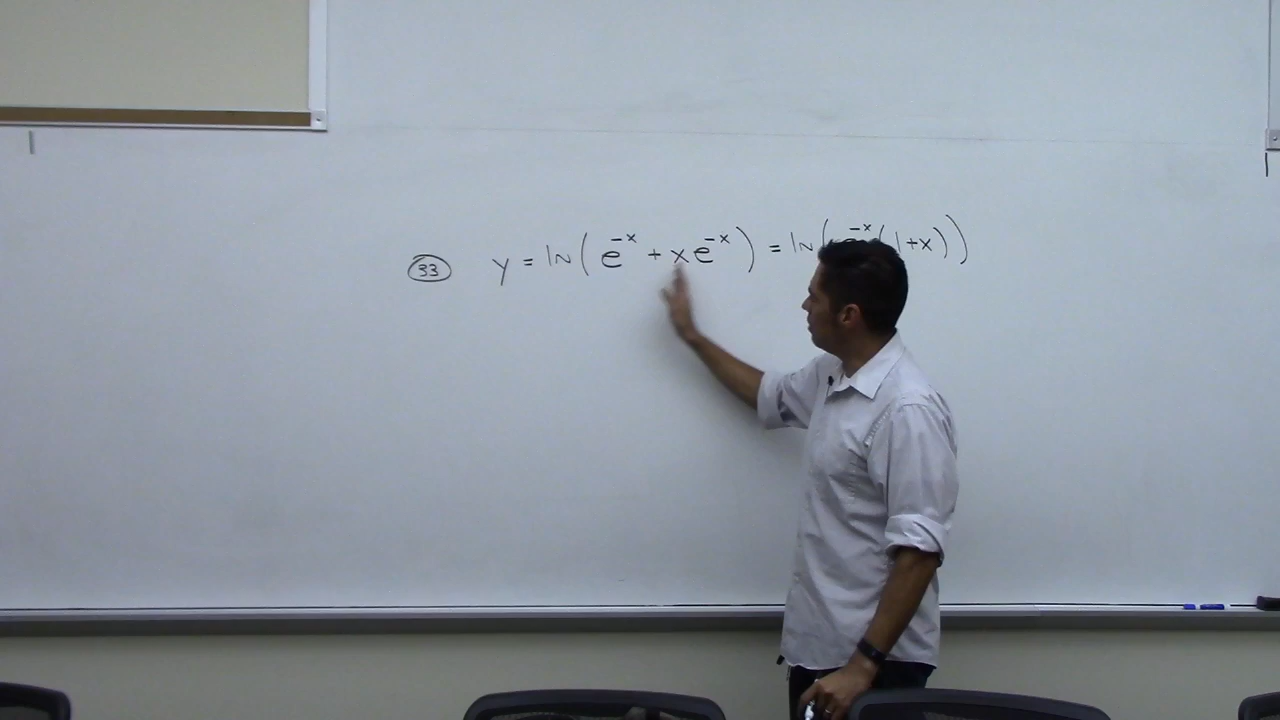 33 y = ln(e^{-x} + xe^{-x}) = ln(e^{-x}(1+x))